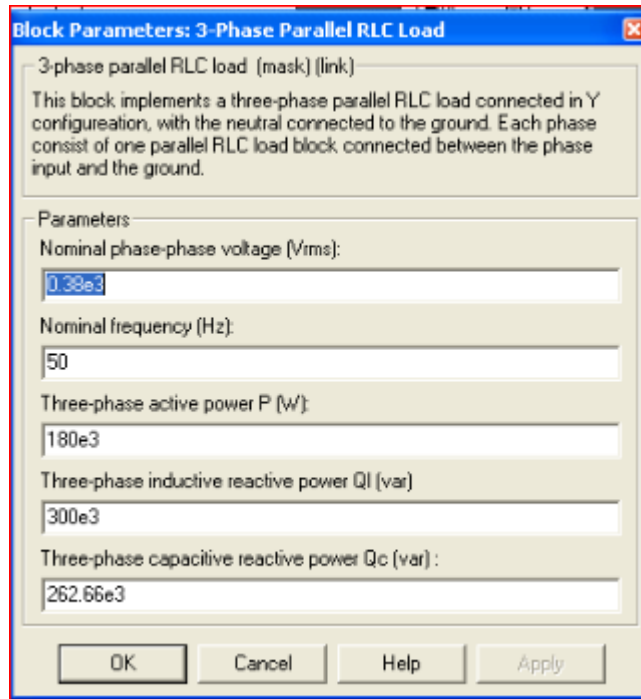 Block Parameters: 3-Phase Parallel RLC Load
3-phase parallel RLC load (mask) (link)
This block implements a three-phase parallel RLC load connected in Y
configureation, with the neutral connected to the ground. Each phase
consist of one parallel RLC load block connected between the phase
input and the ground.
Parameters
Nominal phase-phase voltage (Vrms):
0.38e3
Nominal frequency (Hz):
50
Three-phase active power P (W):
180e3
Three-phase inductive reactive power Ql (var)
300e3
Three-phase capacitive reactive power Qc (var) :
262.66e3
OK Cancel Help Apply